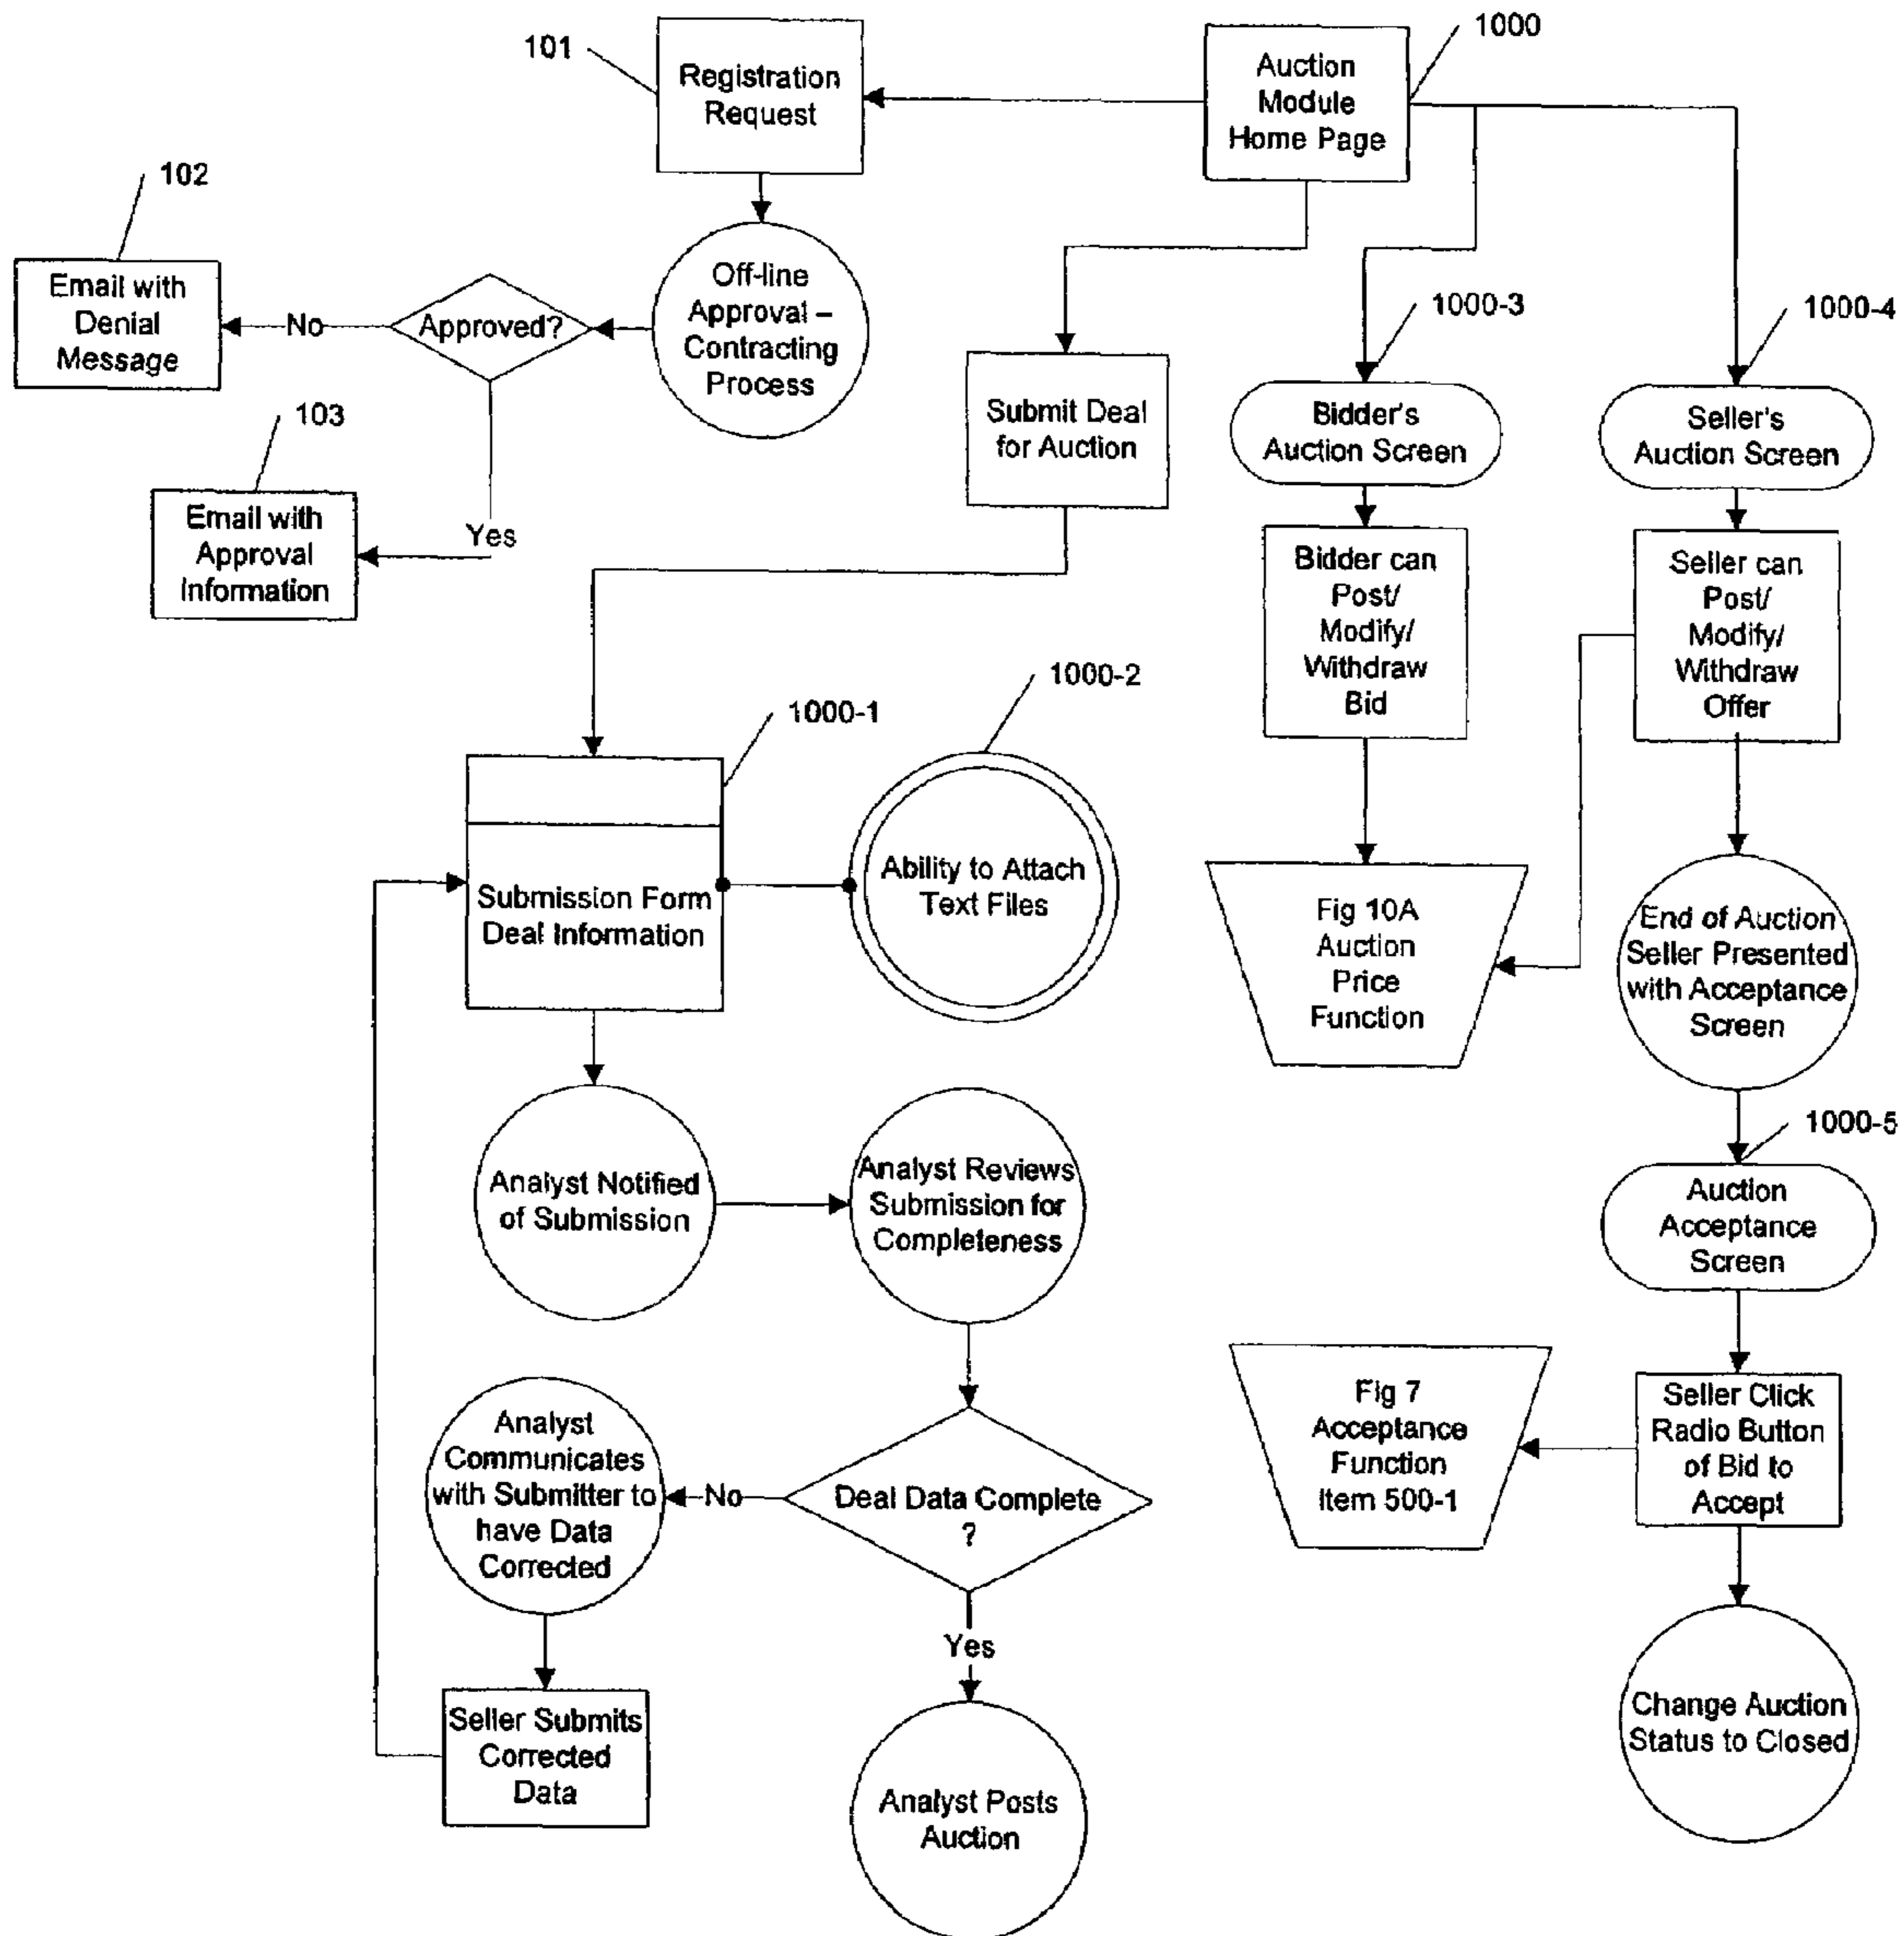 101
Registration
Request
Auction
Module
Home Page
1000
102
Email with
Denial
Message
No
Approved?
Off-line
Approval –
Contracting
Process
103
Email with
Approval
Information
Yes
Submit Deal
for Auction
1000-3
Bidder's
Auction Screen
1000-4
Seller's
Auction Screen
Bidder can
Post/
Modify/
Withdraw
Bid
Seller can
Post/
Modify/
Withdraw
Offer
1000-1
Submission Form
Deal Information
1000-2
Ability to Attach
Text Files
Fig 10A
Auction
Price
Function
End of Auction
Seller Presented
with Acceptance
Screen
Analyst Notified
of Submission
Analyst Reviews
Submission for
Completeness
1000-5
Auction
Acceptance
Screen
Analyst
Communicates
with Submitter to
have Data
Corrected
No
Deal Data Complete
?
Fig 7
Acceptance
Function
Item 500-1
Seller Click
Radio Button
of Bid to
Accept
Seller Submits
Corrected
Data
Yes
Analyst Posts
Auction
Change Auction
Status to Closed